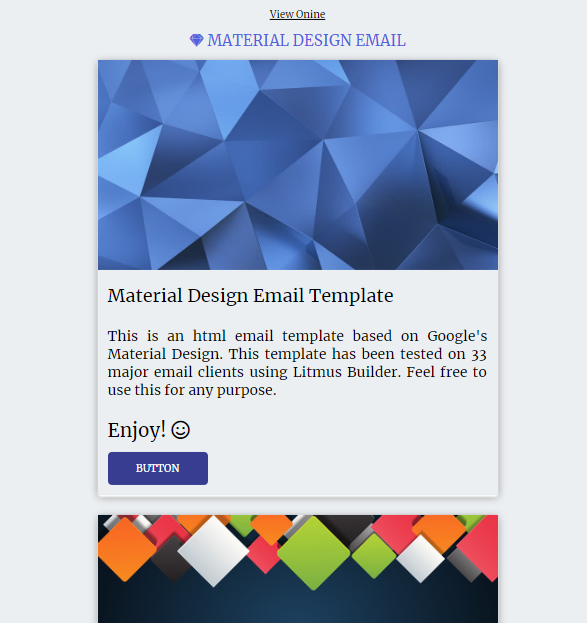 View Onine
MATERIAL DESIGN EMAIL
Material Design Email Template
This is an html email template based on Google's
Material Design. This template has been tested on 33
major email clients using Litmus Builder. Feel free to
use this for any purpose.
Enjoy!
BUTTON